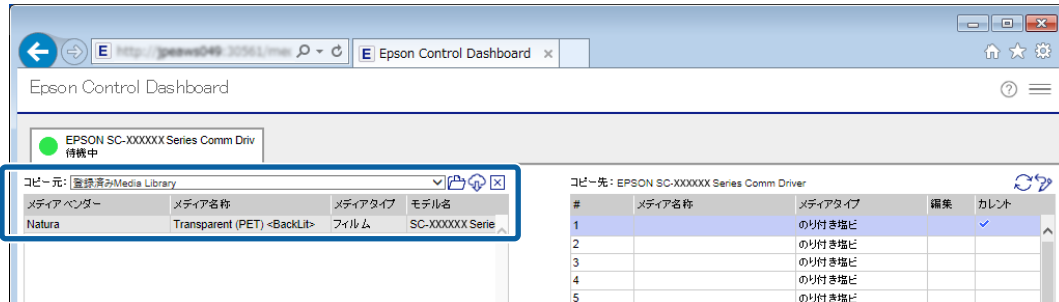 Epson Control Dashboard
Epson Control Dashboard
EPSON SC-XXXXXX Series Comm Driv
待機中
コピー元: 登録済みMedia Library
メディアベンダー メディア名称 メディアタイプ モデル名
Natura Transparent (PET) <BackLit> フィルム SC-XXXXXX Serie
コピー先: EPSON SC-XXXXXX Series Comm Driver
# メディア名称 メディアタイプ 編集 カレント
1 のり付き塩ビ
2 のり付き塩ビ
3 のり付き塩ビ
4 のり付き塩ビ
5 のり付き塩ビ